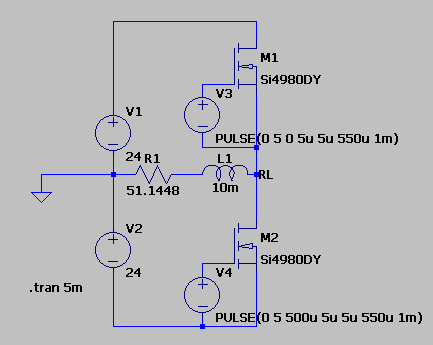 M1
Si4980DY
V3
PULSE(0 5 0 5u 5u 550u 1m)
V1
24
R1
51.1448
L1
10m
RL
M2
Si4980DY
V2
24
V4
PULSE(0 5 500u 5u 5u 550u 1m)
.tran 5m